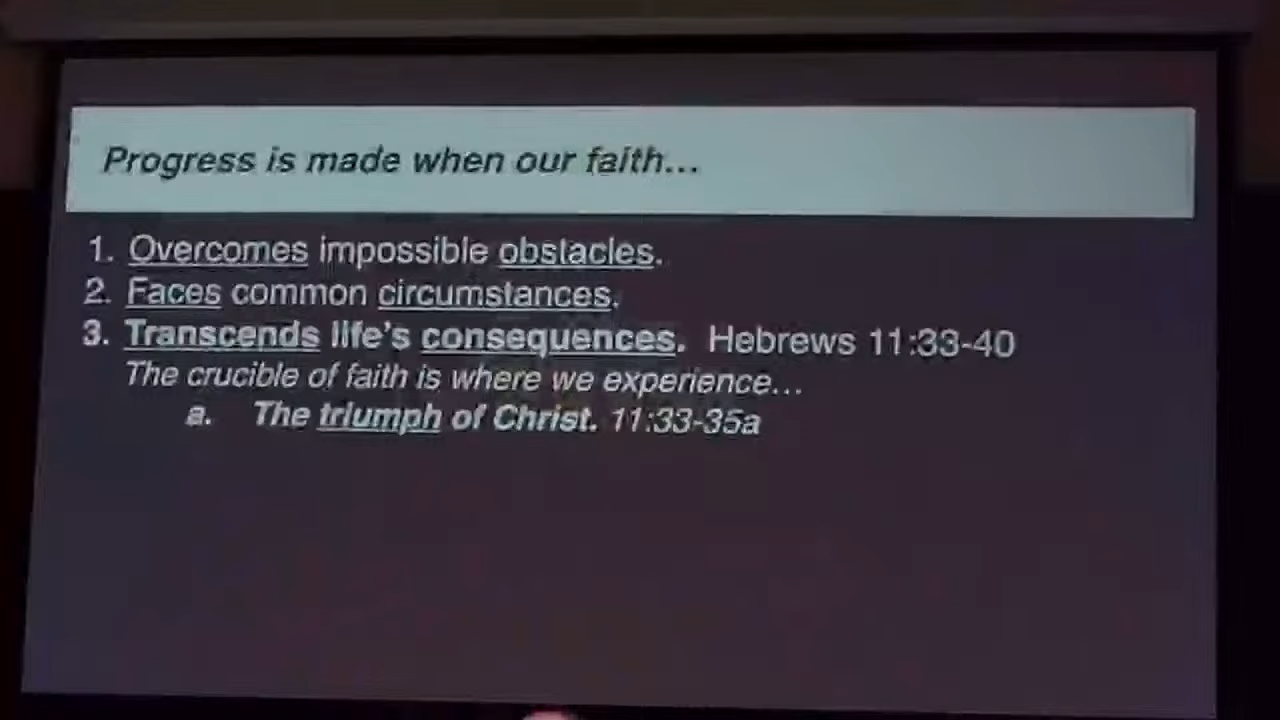 Progress is made when our faith...
1. Overcomes impossible obstacles.
2. Faces common circumstances.
3. Transcends life's consequences. Hebrews 11:33-40
The crucible of faith is where we experience...
a. The triumph of Christ. 11:33-35a